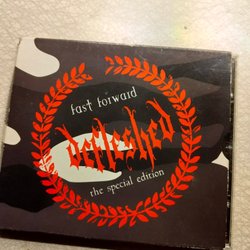 fast forward
defleshed
the special edition